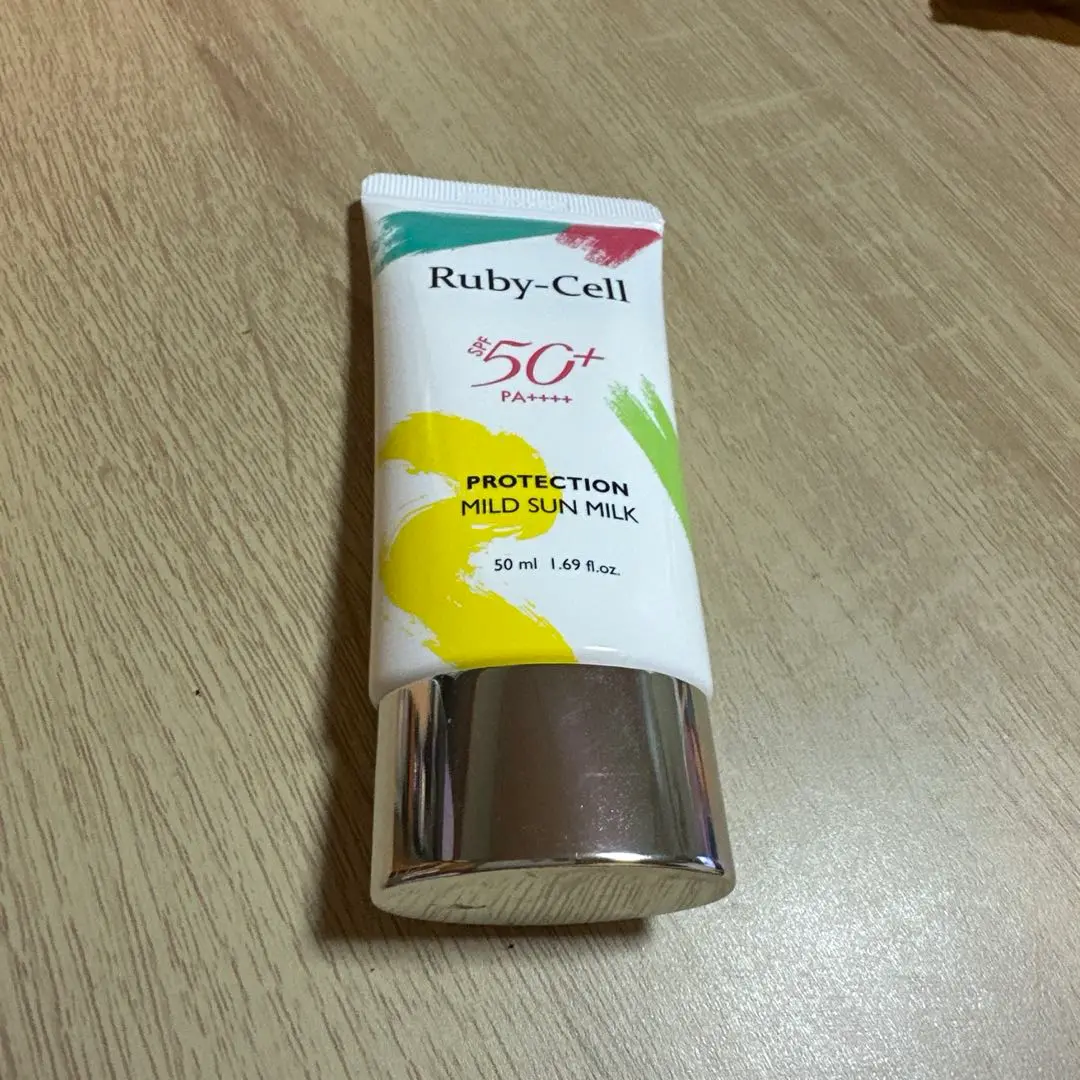 Ruby-Cell
SPF 50+
PA++++
PROTECTION
MILD SUN MILK
50 ml 1.69 fl.oz.